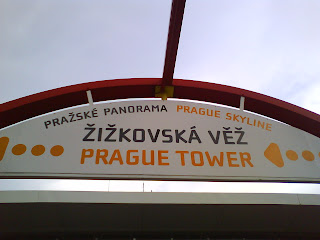 PRAŽSKÉ PANORAMA PRAGUE SKYLINE
ŽIŽKOVSKÁ VĚŽ
PRAGUE TOWER